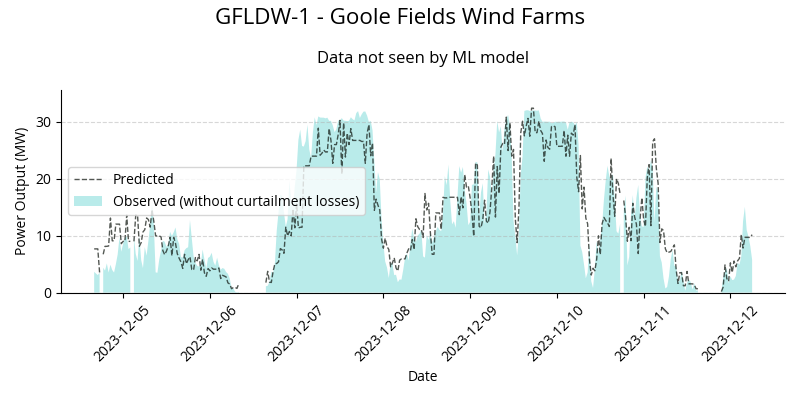 GFLDW-1 - Goole Fields Wind Farms
Data not seen by ML model
Power Output (MW)
30
20
10
0
Predicted
Observed (without curtailment losses)
2023-12-05
2023-12-06
2023-12-07
2023-12-08
2023-12-09
2023-12-10
2023-12-11
2023-12-12
Date